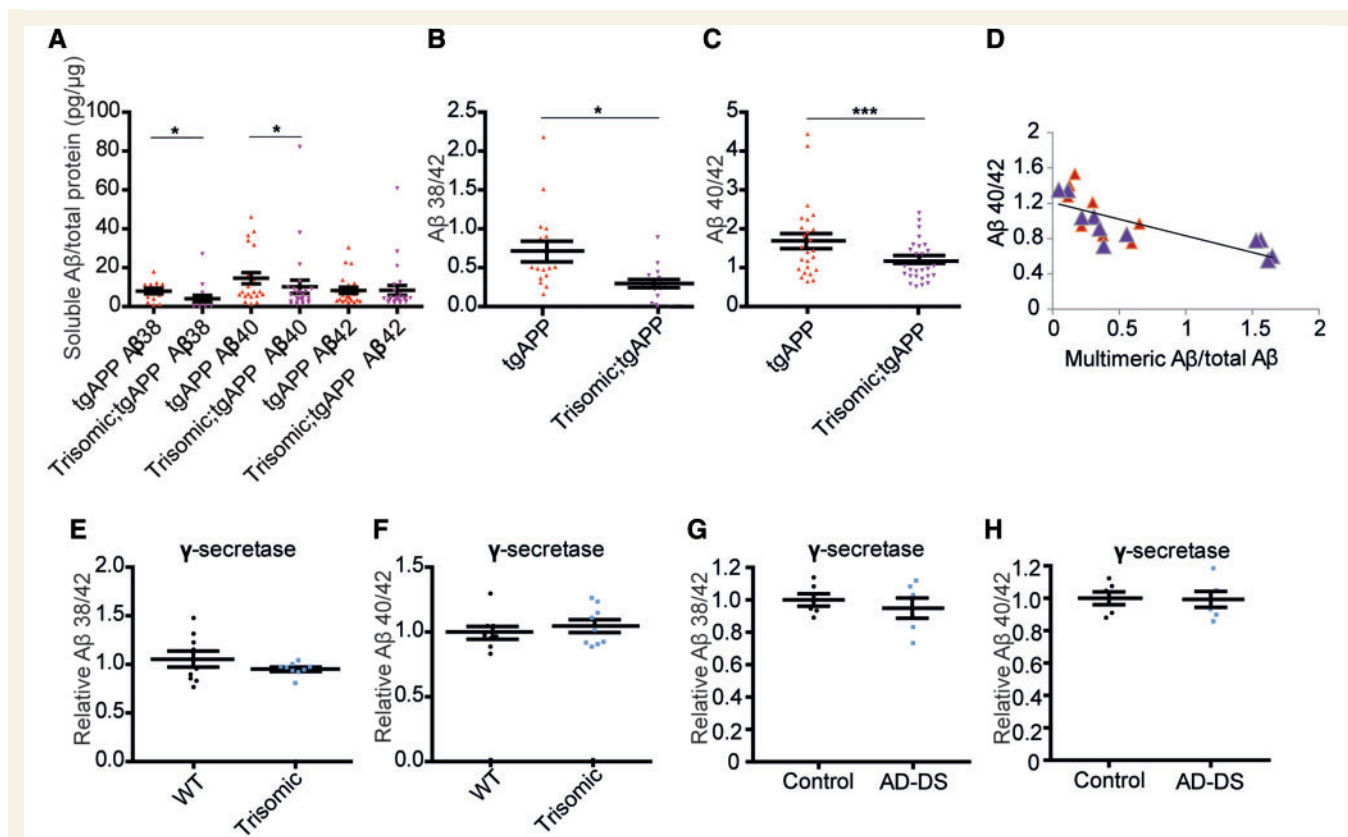 A
Soluble Aβ/total protein (pg/µg)
100
80
60
40
20
0
*
*
tgAPP Aβ38
Trisomic;tgAPP Aβ38
tgAPP Aβ40
Trisomic;tgAPP Aβ40
tgAPP Aβ42
Trisomic;tgAPP Aβ42
B
Aβ 38/42
2.5
2.0
1.5
1.0
0.5
0.0
*
tgAPP
Trisomic;tgAPP
C
Aβ 40/42
5
4
3
2
1
0
***
tgAPP
Trisomic;tgAPP
D
Aβ 40/42
2
1.6
1.2
0.8
0.4
0
0.5
1
1.5
2
Multimeric Aβ/total Aβ
E
γ-secretase
Relative Aβ 38/42
2.0
1.5
1.0
0.5
0.0
WT
Trisomic
F
γ-secretase
Relative Aβ 40/42
1.5
1.0
0.5
0.0
WT
Trisomic
G
γ-secretase
Relative Aβ 38/42
1.2
1
0.8
0.6
0.4
0.2
0
Control
AD-DS
H
γ-secretase
Relative Aβ 40/42
1.2
1
0.8
0.6
0.4
0.2
0
Control
AD-DS